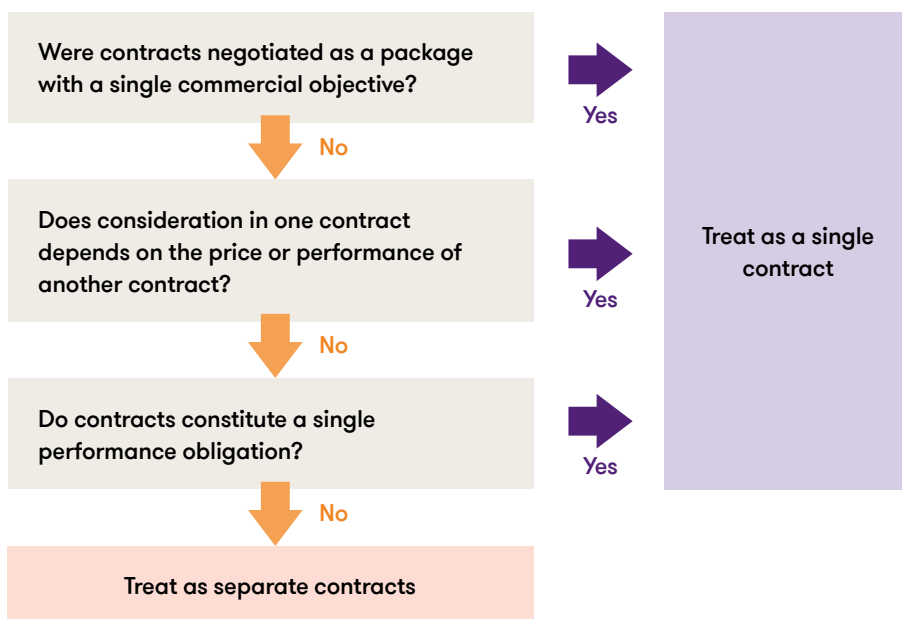 Were contracts negotiated as a package
with a single commercial objective?
Yes
No
Does consideration in one contract
depends on the price or performance of
another contract?
Yes
Treat as a single
contract
No
Do contracts constitute a single
performance obligation?
Yes
No
Treat as separate contracts